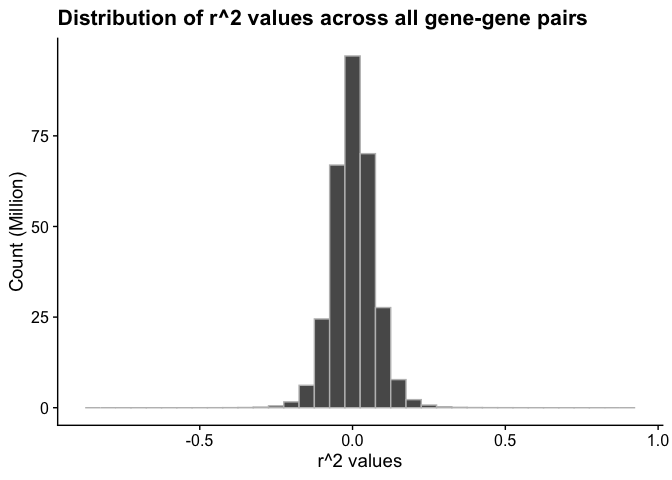 Distribution of r^2 values across all gene-gene pairs
Count (Million)
75
50
25
0
-0.5 0.0 0.5 1.0
r^2 values